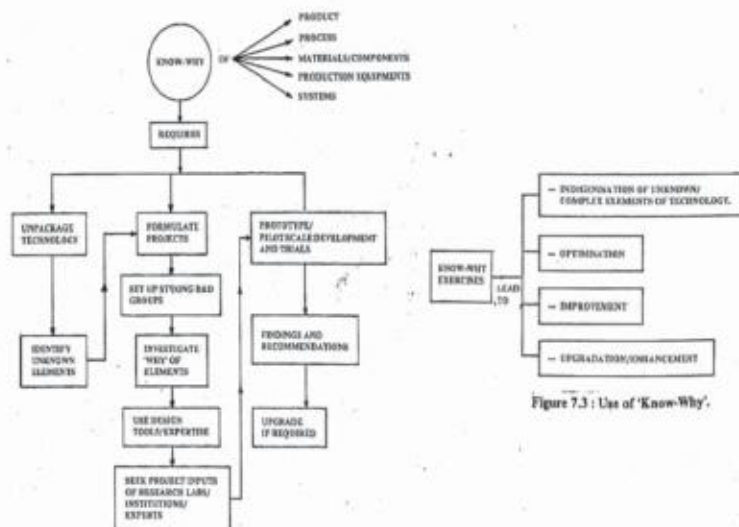 PRODUCT
PROCESS
KNOW-WHY
OF
MATERIALS/COMPONENTS
PRODUCTION EQUIPMENTS
SYSTEMS
REQUIRES
UNPACKAGE
TECHNOLOGY
FORMULATE
PROJECTS
PROTOTYPE/
PILOT SCALE DEVELOPMENT
AND TRIALS
SET UP STRONG R&D
GROUPS
IDENTIFY
UNKNOWN
ELEMENTS
INVESTIGATE
'WHY' OF
ELEMENTS
FINDINGS AND
RECOMMENDATIONS
USE DESIGN
TOOLS/EXPERTISE
UPGRADE
IF REQUIRED
SEEK PROJECT INPUTS
OF RESEARCH LABS/
INSTITUTIONS/
EXPERTS
— INDIGENISATION OF UNKNOWN/
COMPLEX ELEMENTS OF TECHNOLOGY.
— OPTIMISATION
KNOW-WHY
EXERCISES
LEAD
TO
— IMPROVEMENT
— UPGRADATION/ENHANCEMENT
Figure 7.3 : Use of 'Know-Why'.